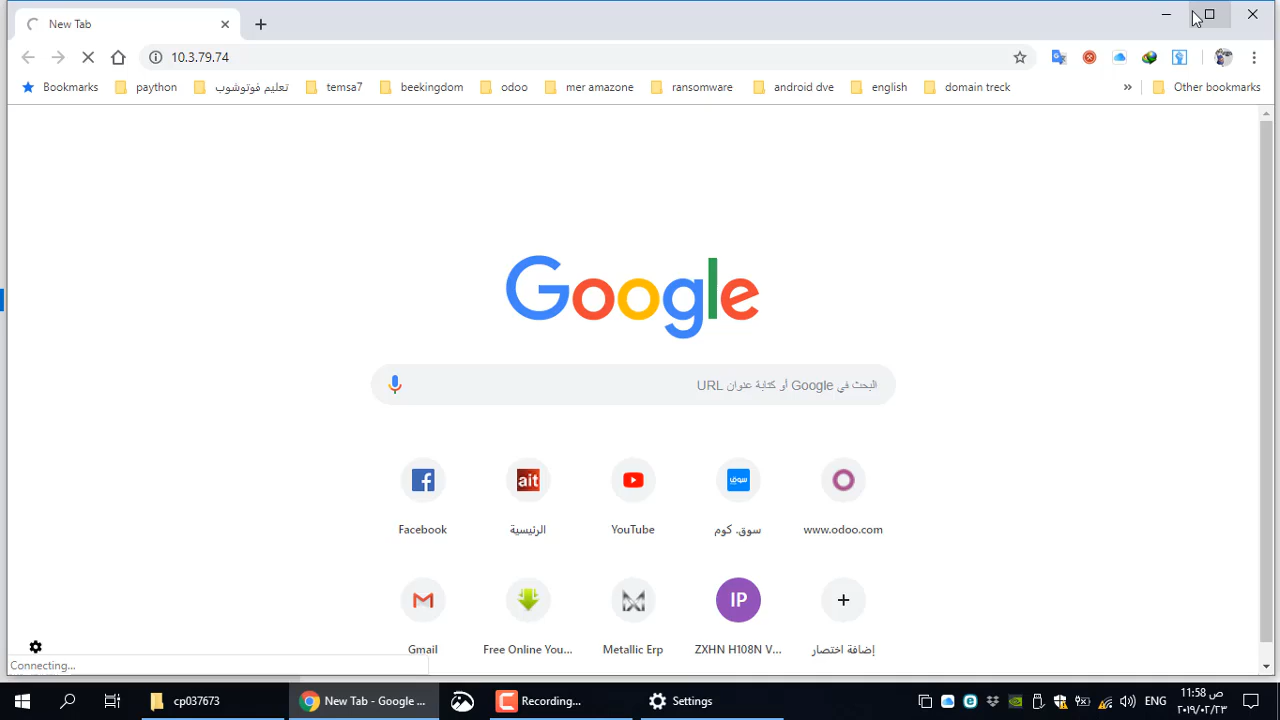 New Tab
10.3.79.74
Bookmarks paython تعليم فوتوشوب temsa7 beekingdom odoo mer amazone ransomware android dve english domain treck » Other bookmarks
Google
البحث في Google أو كتابة عنوان URL
ait سوق
Facebook الرئيسية YouTube سوق. كوم www.odoo.com
IP
Gmail Free Online You... Metallic Erp ZXHN H108N V... إضافة اختصار
Connecting...
cp037673 New Tab - Google ... Recording... Settings ENG ص 11:58
٢٠١٩/٠٢/٢٣